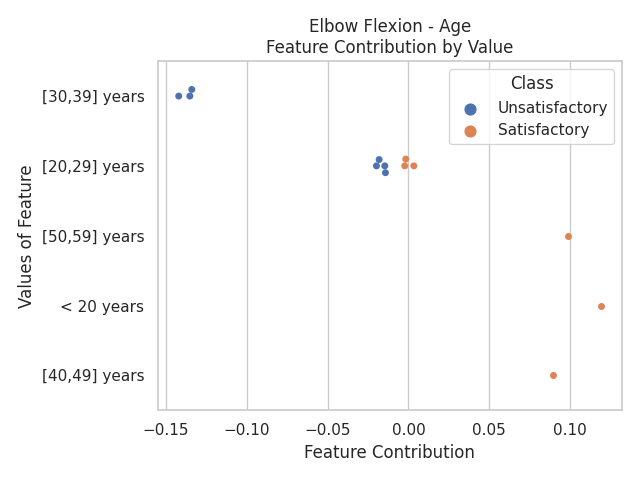 Elbow Flexion - Age
Feature Contribution by Value
Class
Unsatisfactory
Satisfactory
Values of Feature
[30,39] years
[20,29] years
[50,59] years
< 20 years
[40,49] years
−0.15 −0.10 −0.05 0.00 0.05 0.10
Feature Contribution